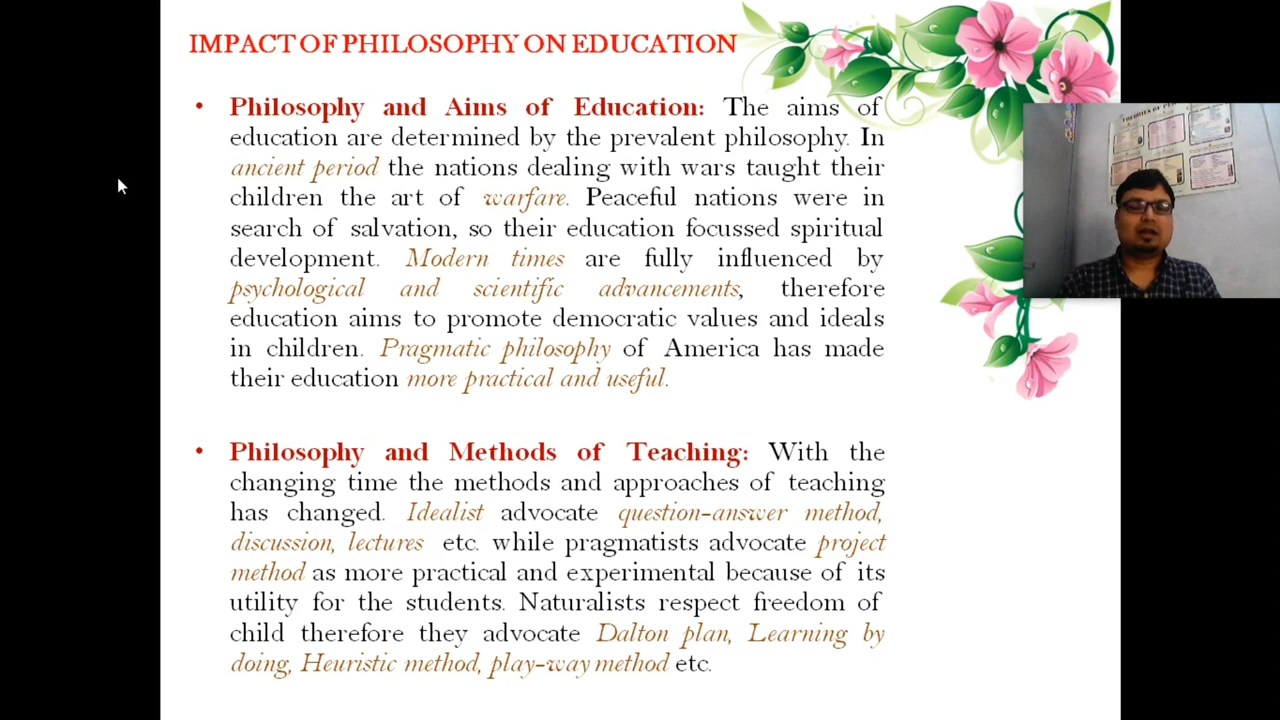 IMPACT OF PHILOSOPHY ON EDUCATION
• Philosophy and Aims of Education: The aims of
education are determined by the prevalent philosophy. In
ancient period the nations dealing with wars taught their
children the art of warfare. Peaceful nations were in
search of salvation, so their education focussed spiritual
development. Modern times are fully influenced by
psychological and scientific advancements, therefore
education aims to promote democratic values and ideals
in children. Pragmatic philosophy of America has made
their education more practical and useful.
• Philosophy and Methods of Teaching: With the
changing time the methods and approaches of teaching
has changed. Idealist advocate question-answer method,
discussion, lectures etc. while pragmatists advocate project
method as more practical and experimental because of its
utility for the students. Naturalists respect freedom of
child therefore they advocate Dalton plan, Learning by
doing, Heuristic method, play-way method etc.